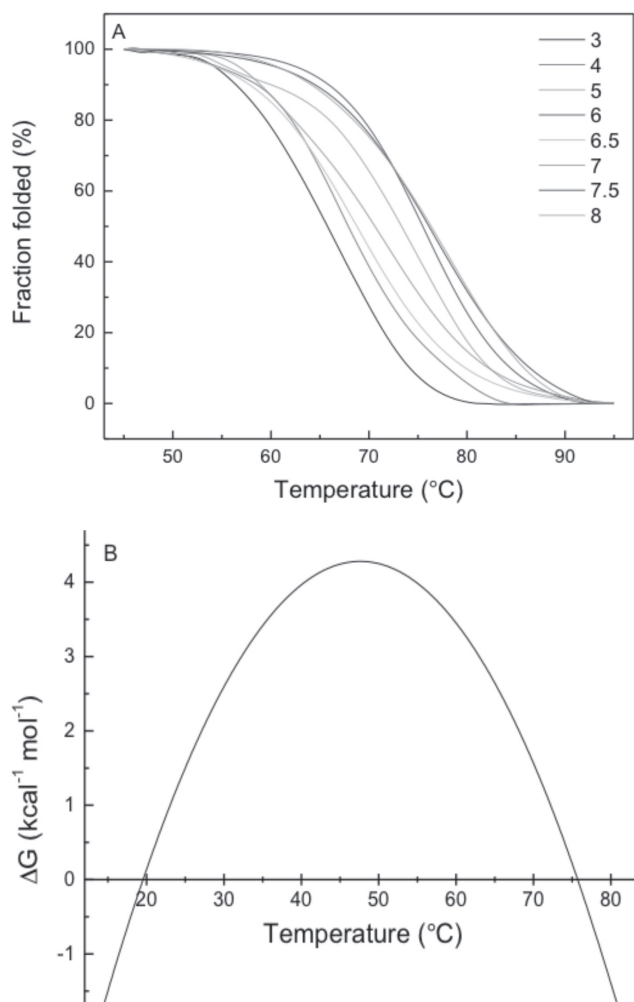 A
3
4
5
6
6.5
7
7.5
8
100
80
60
40
20
0
Fraction folded (%)
50 60 70 80 90
Temperature (°C)
B
4
3
2
1
0
-1
ΔG (kcal⁻¹ mol⁻¹)
20 30 40 50 60 70 80
Temperature (°C)